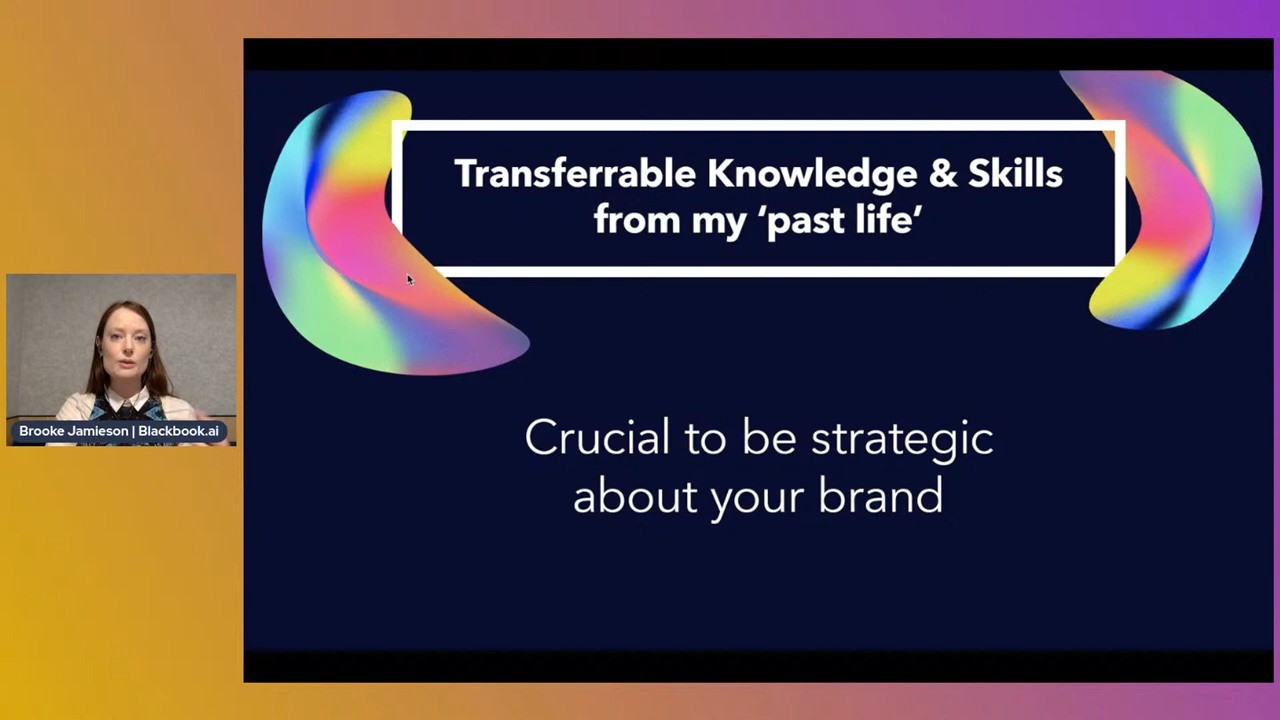 Transferrable Knowledge & Skills
from my ‘past life’
Crucial to be strategic
about your brand
Brooke Jamieson | Blackbook.ai